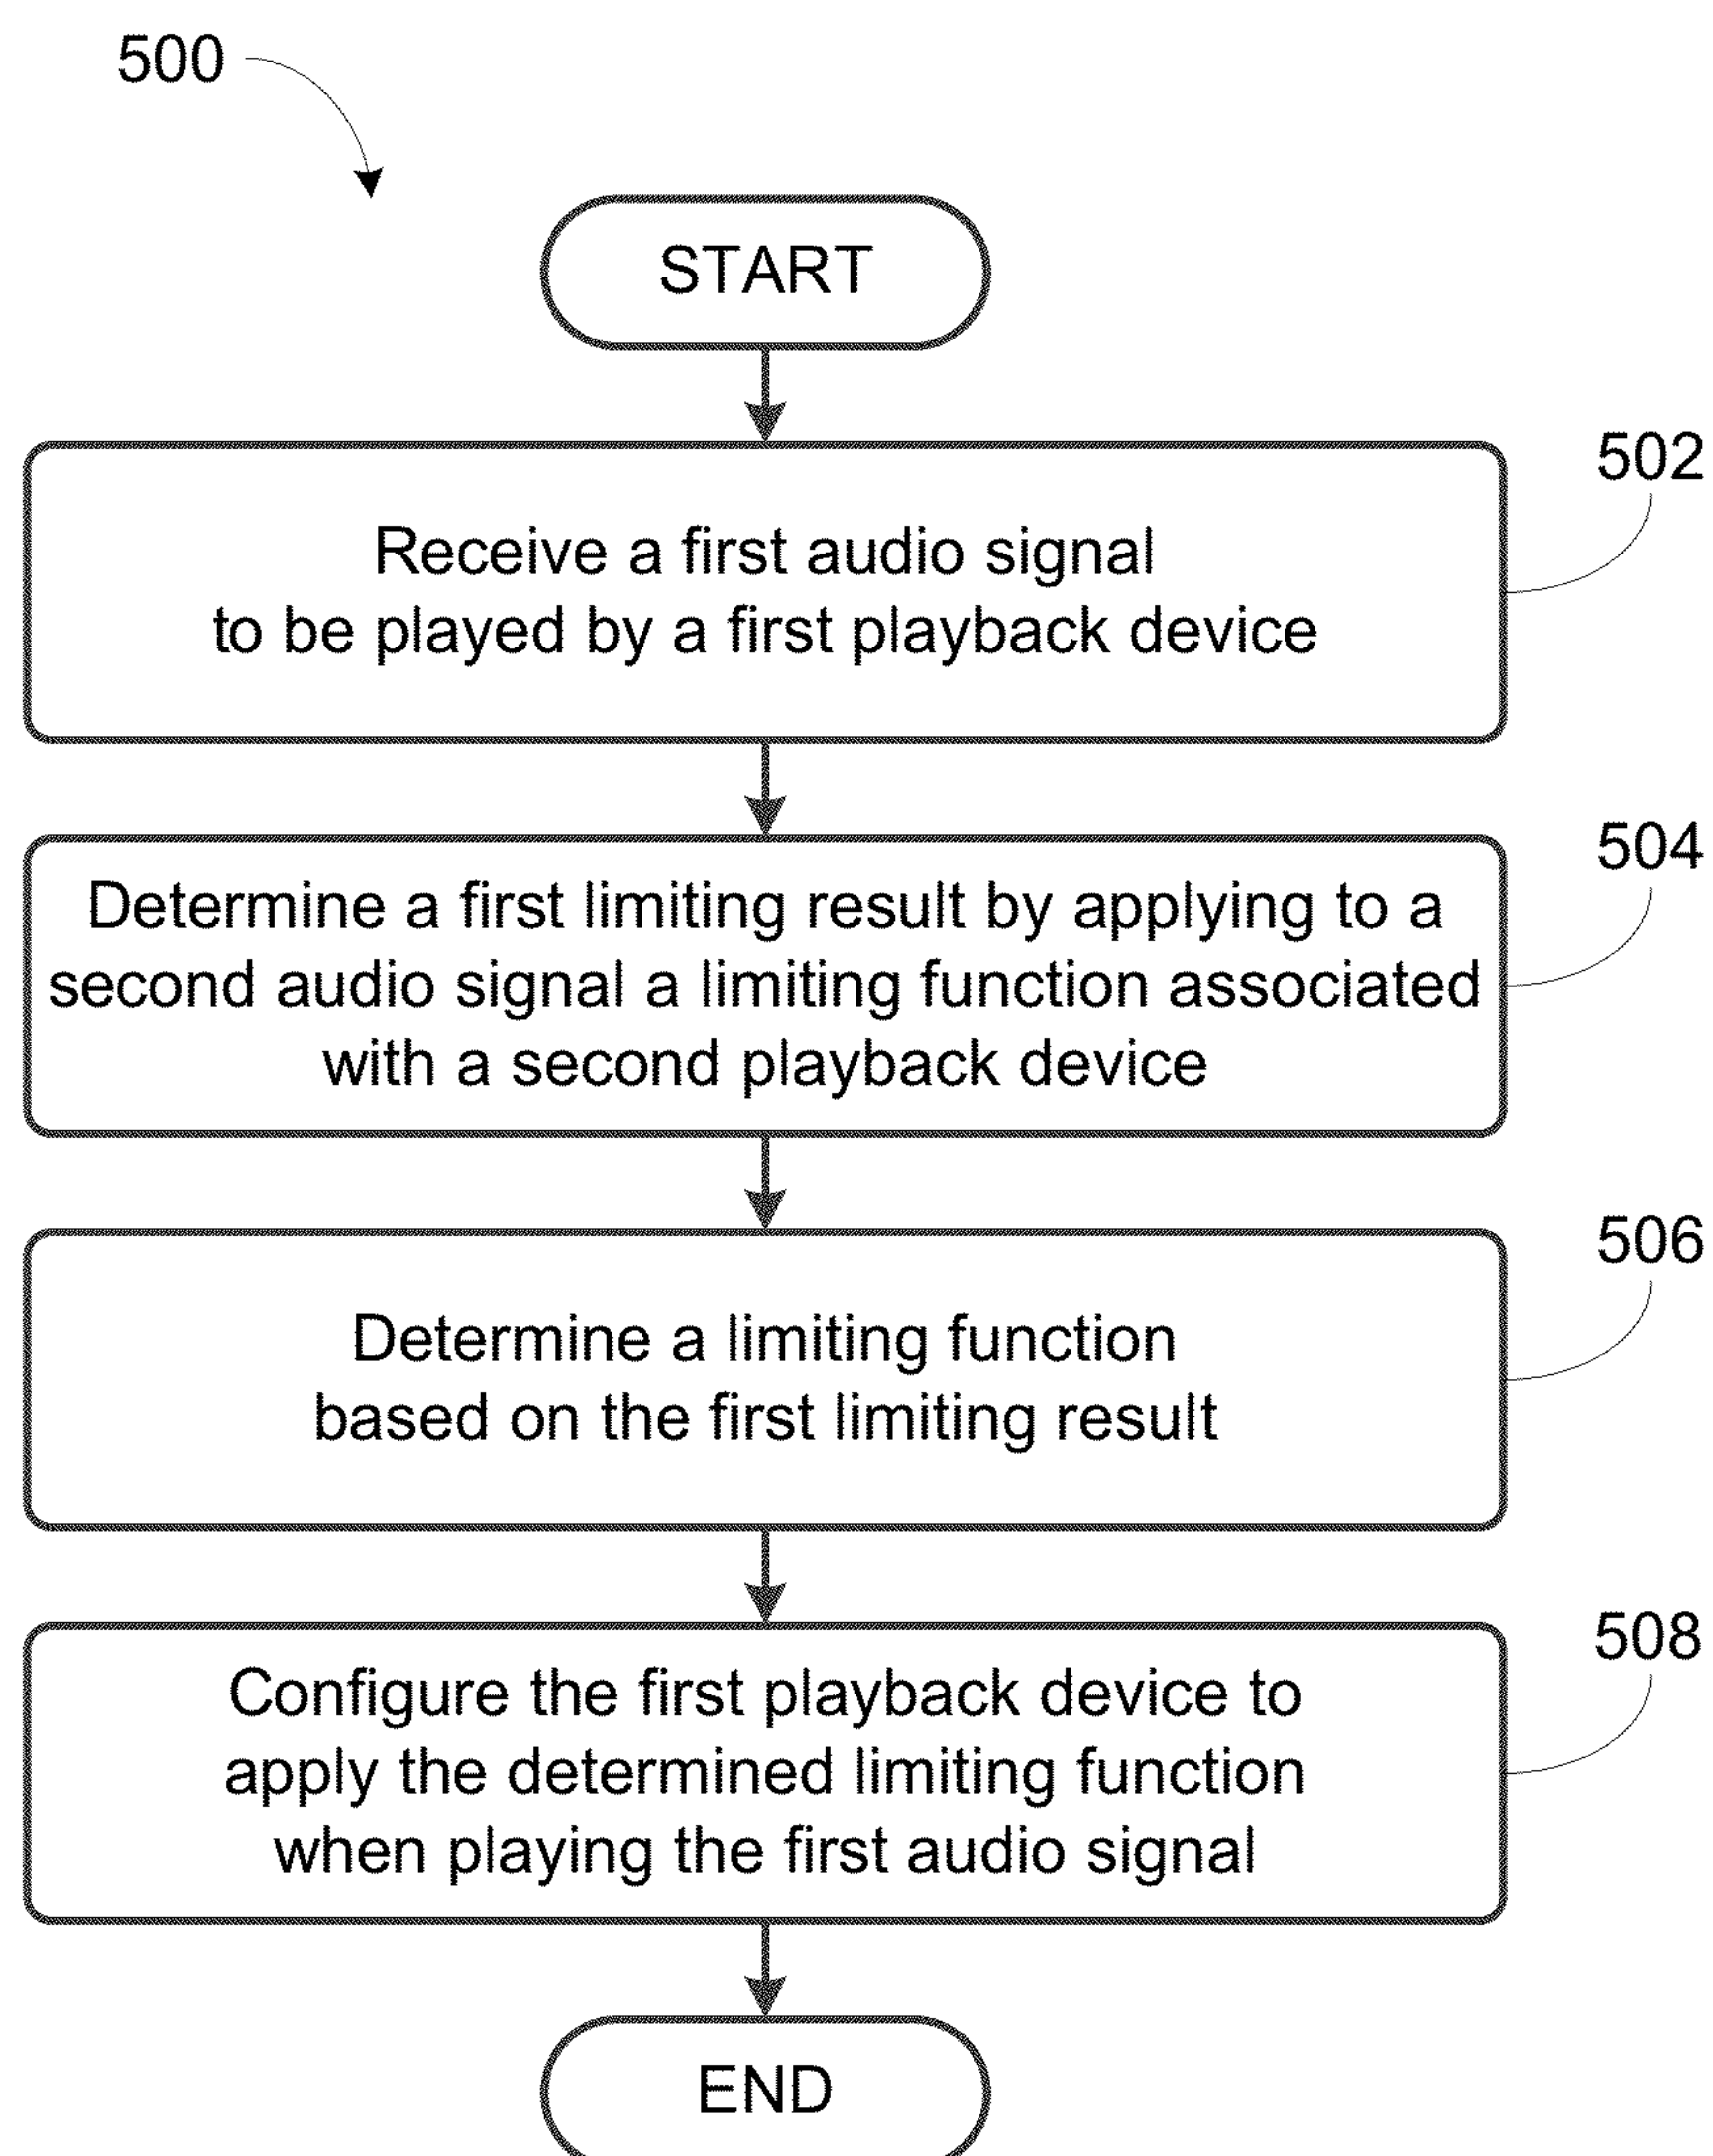 500
START
502
Receive a first audio signal
to be played by a first playback device
504
Determine a first limiting result by applying to a
second audio signal a limiting function associated
with a second playback device
506
Determine a limiting function
based on the first limiting result
508
Configure the first playback device to
apply the determined limiting function
when playing the first audio signal
END